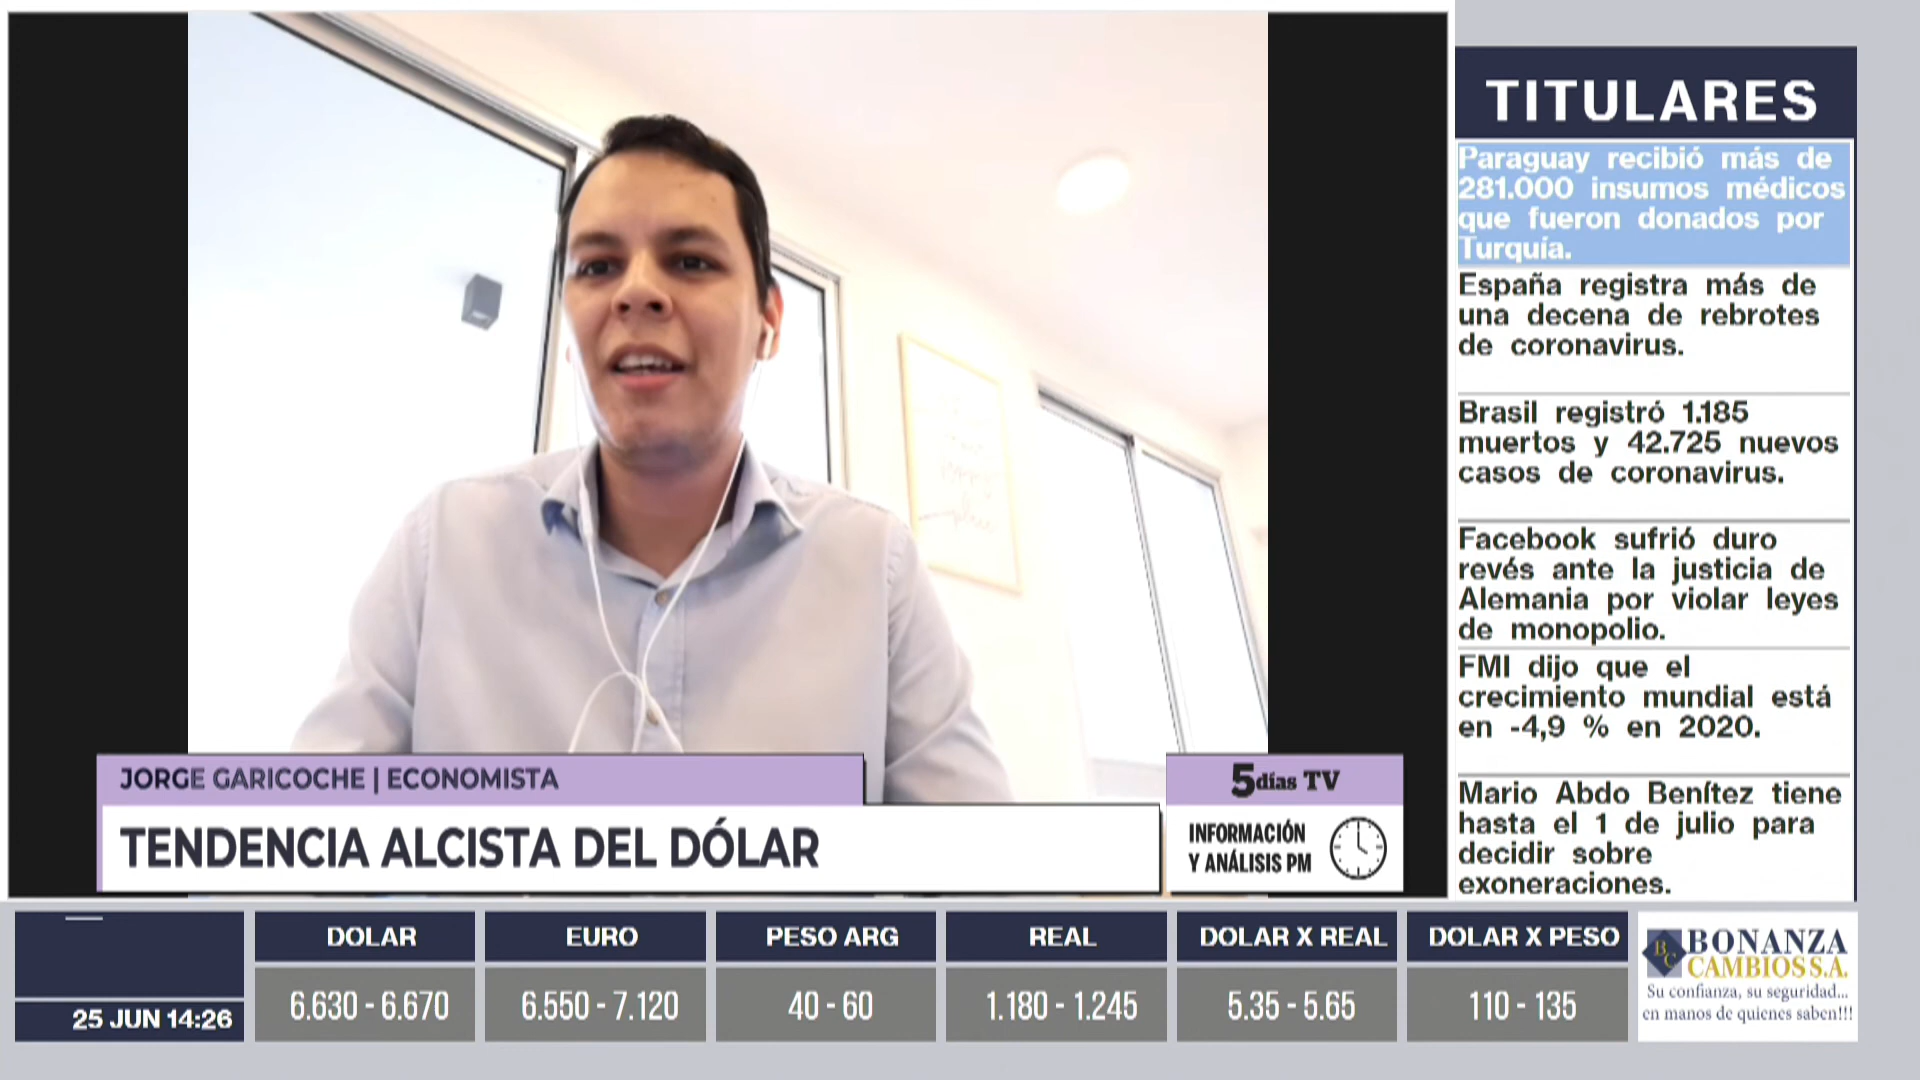 TITULARES
Paraguay recibió más de
281.000 insumos médicos
que fueron donados por
Turquía.
España registra más de
una decena de rebrotes
de coronavirus.
Brasil registró 1.185
muertos y 42.725 nuevos
casos de coronavirus.
Facebook sufrió duro
revés ante la justicia de
Alemania por violar leyes
de monopolio.
FMI dijo que el
crecimiento mundial está
en -4,9 % en 2020.
Mario Abdo Benítez tiene
hasta el 1 de julio para
decidir sobre
exoneraciones.
JORGE GARICOCHE | ECONOMISTA
TENDENCIA ALCISTA DEL DÓLAR
5días TV
INFORMACIÓN
Y ANÁLISIS PM
25 JUN 14:26
DOLAR
6.630 - 6.670
EURO
6.550 - 7.120
PESO ARG
40 - 60
REAL
1.180 - 1.245
DOLAR X REAL
5.35 - 5.65
DOLAR X PESO
110 - 135
BC
BONANZA
CAMBIOS S.A.
Su confianza, su seguridad...
en manos de quienes saben!!!